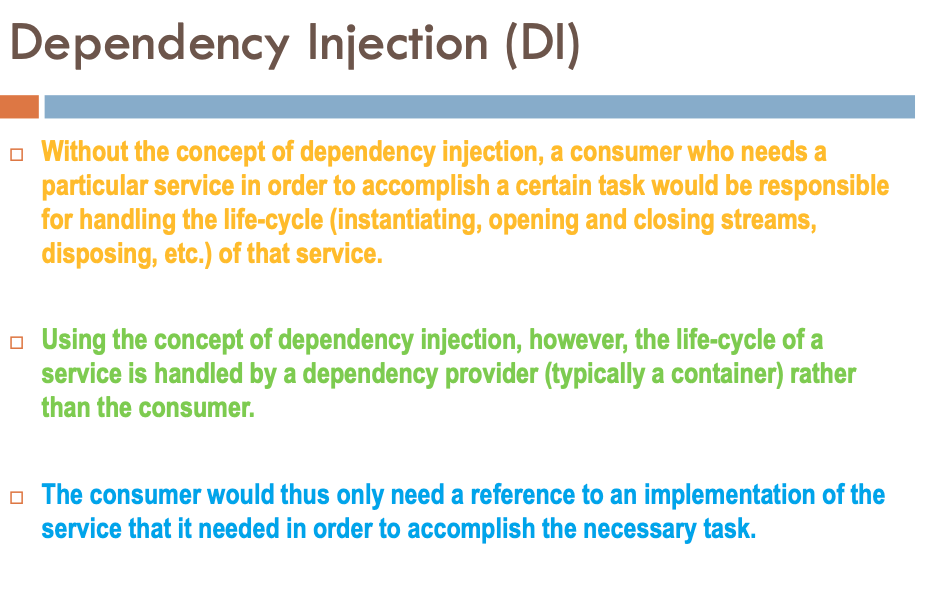 Dependency Injection (DI)
Without the concept of dependency injection, a consumer who needs a
particular service in order to accomplish a certain task would be responsible
for handling the life-cycle (instantiating, opening and closing streams,
disposing, etc.) of that service.
Using the concept of dependency injection, however, the life-cycle of a
service is handled by a dependency provider (typically a container) rather
than the consumer.
The consumer would thus only need a reference to an implementation of the
service that it needed in order to accomplish the necessary task.